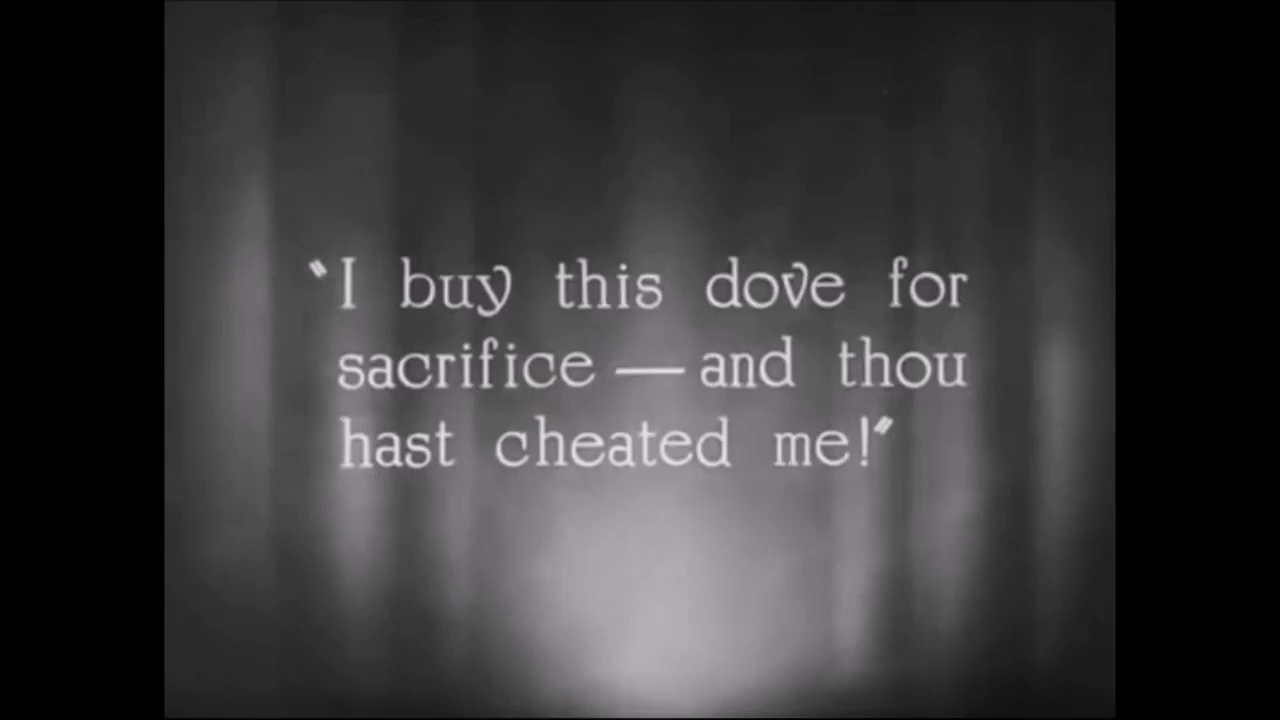 "I buy this dove for
sacrifice — and thou
hast cheated me!"